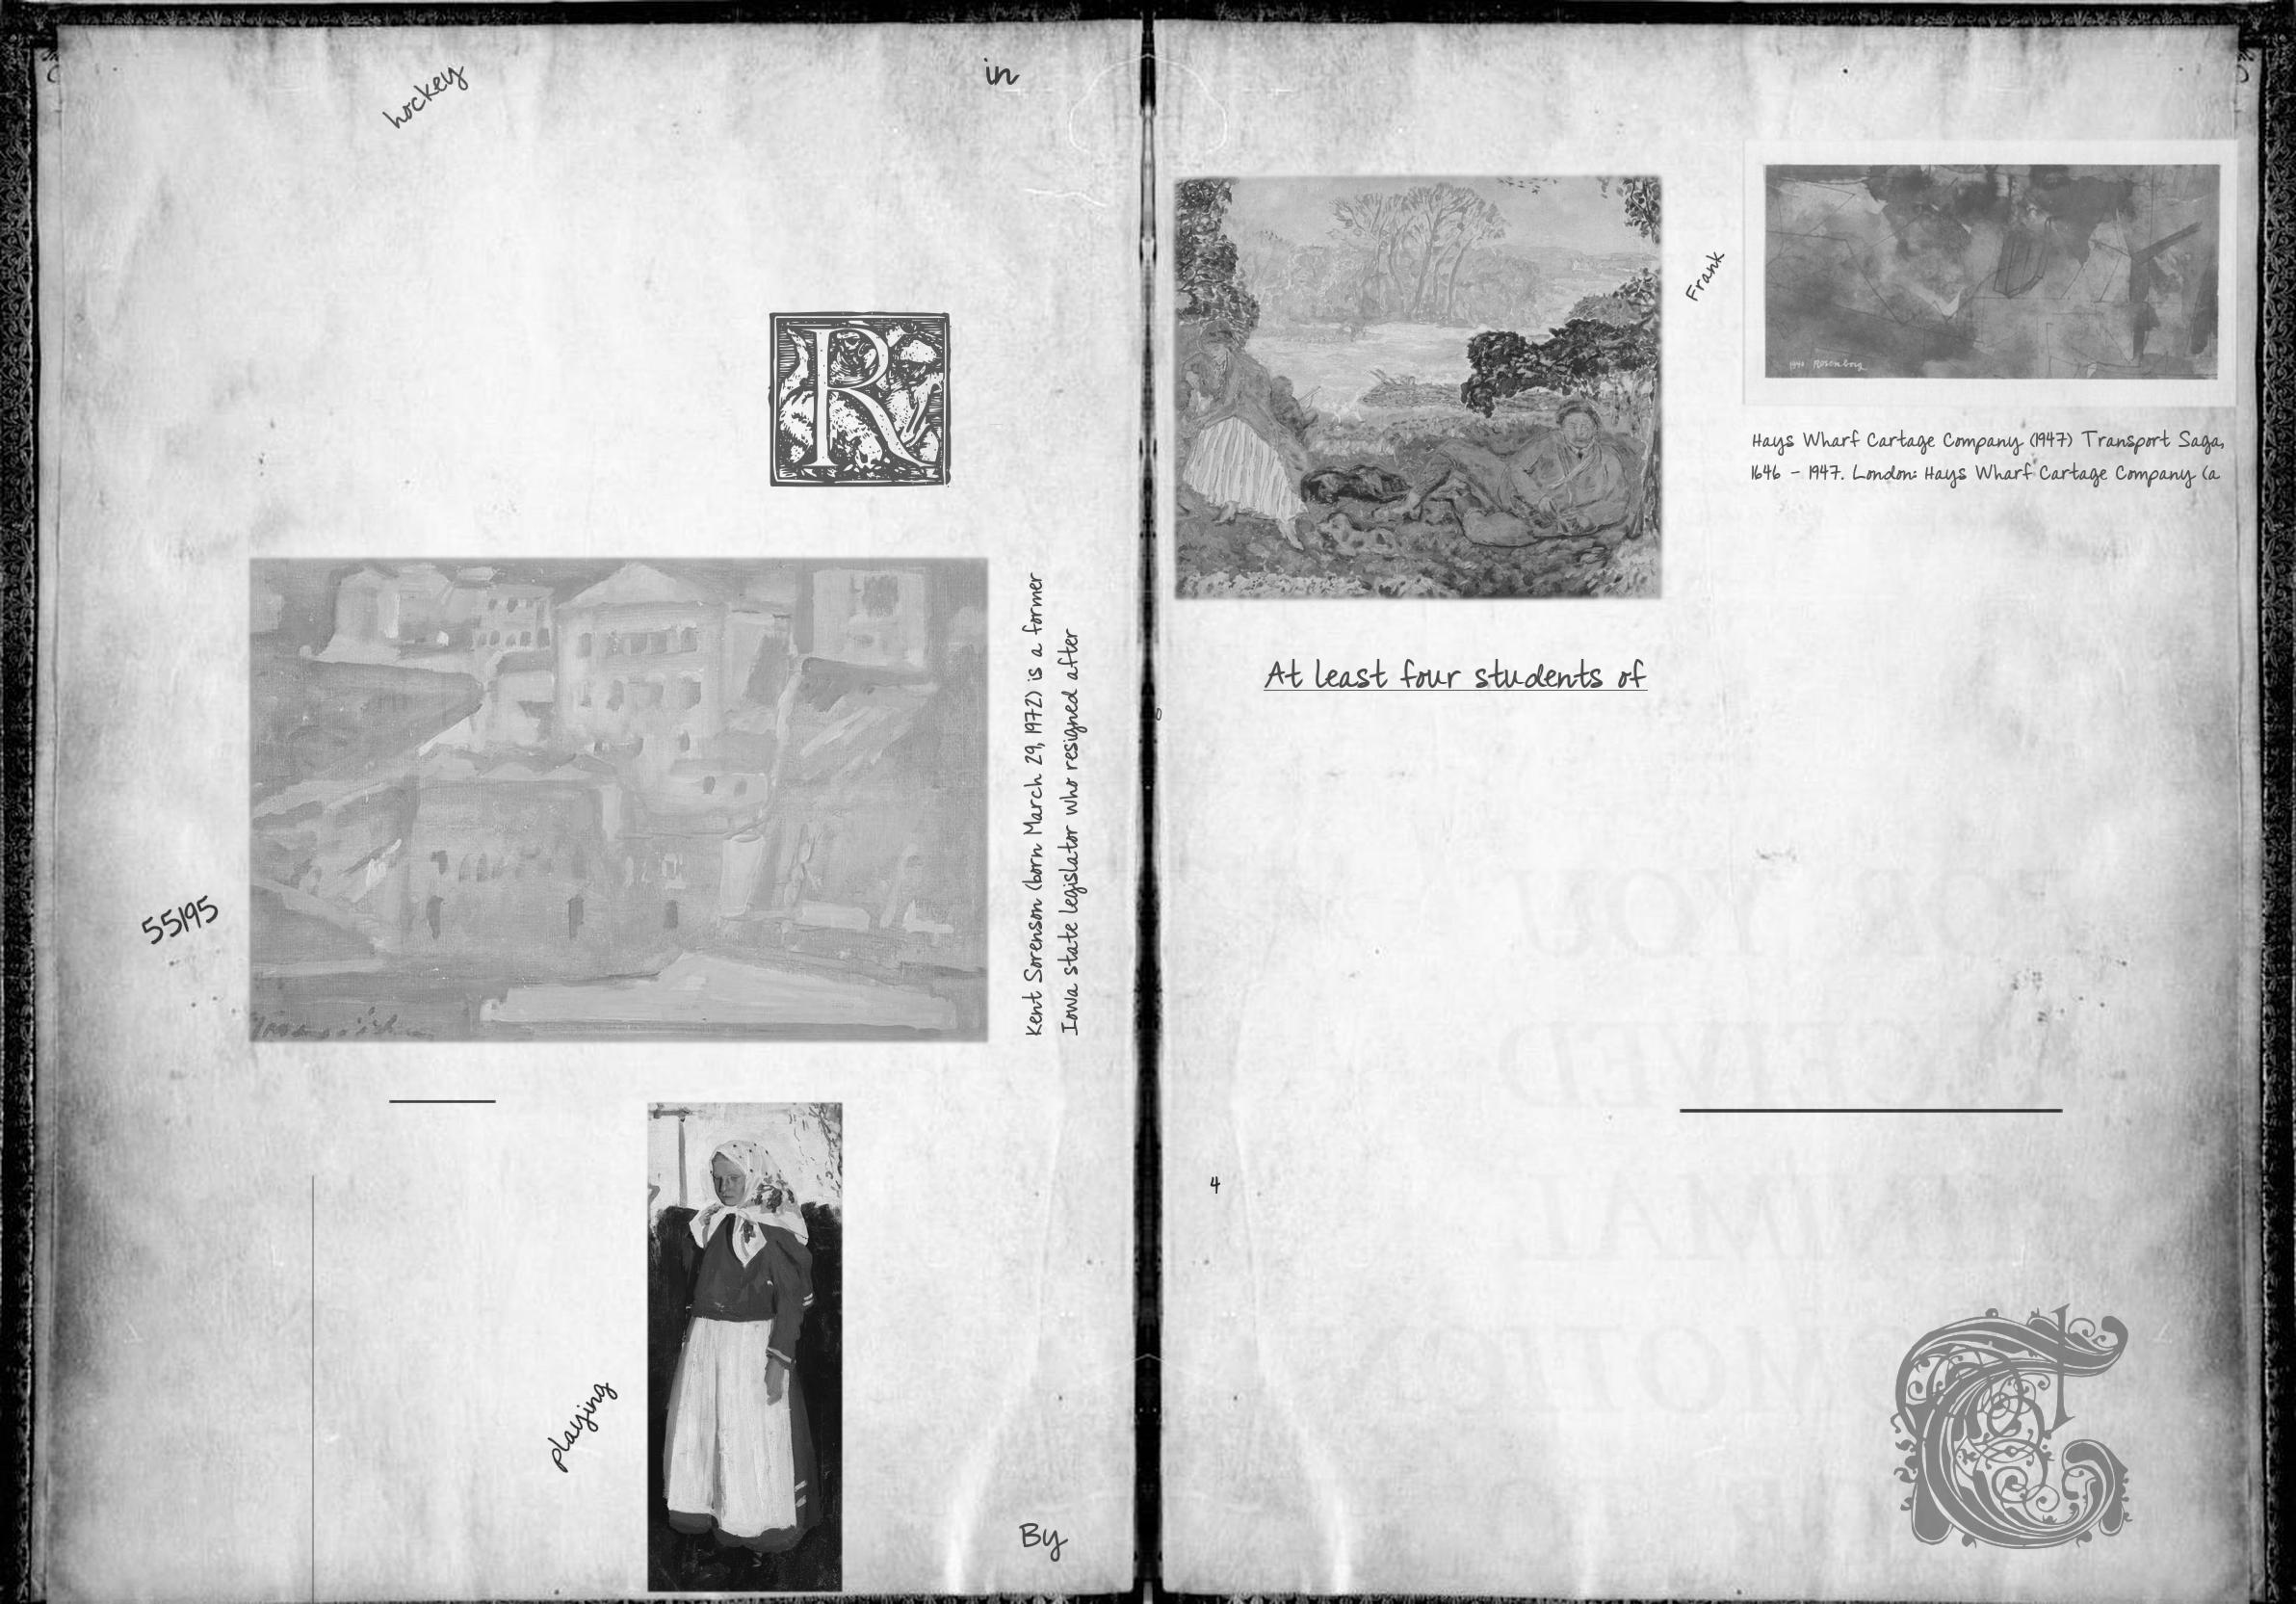 hockey
in
R
Kent Sorenson (born March 29, 1972) is a former
Iowa state legislator who resigned after
55195
playing
By
Frank
1646 Rosenborg
Hays Wharf Cartage Company (1947) Transport Saga,
1646 - 1947. London: Hays Wharf Cartage Company (a
At least four students of
4